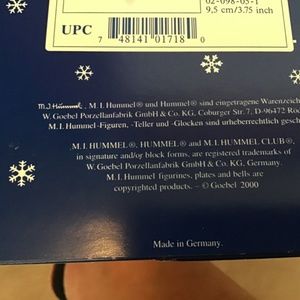 02-098-05-1
9,5 cm/3.75 inch
UPC
7 48141 01718 0
M.J.Hummel , M. I. Hummel® und Hummel® sind eingetragene Warenzeich
W. Goebel Porzellanfabrik GmbH & Co. KG, Coburger Str. 7, D-96472 Röd
M. I. Hummel-Figuren, -Teller und -Glocken sind urheberrechtlich gesch
M. I. HUMMEL®, HUMMEL® and M. I. HUMMEL CLUB®,
in signature and/or block forms, are registered trademarks of
W. Goebel Porzellanfabrik GmbH & Co. KG, Germany.
M. I. Hummel figurines, plates and bells are
copyrighted products. – © Goebel 2000
Made in Germany.